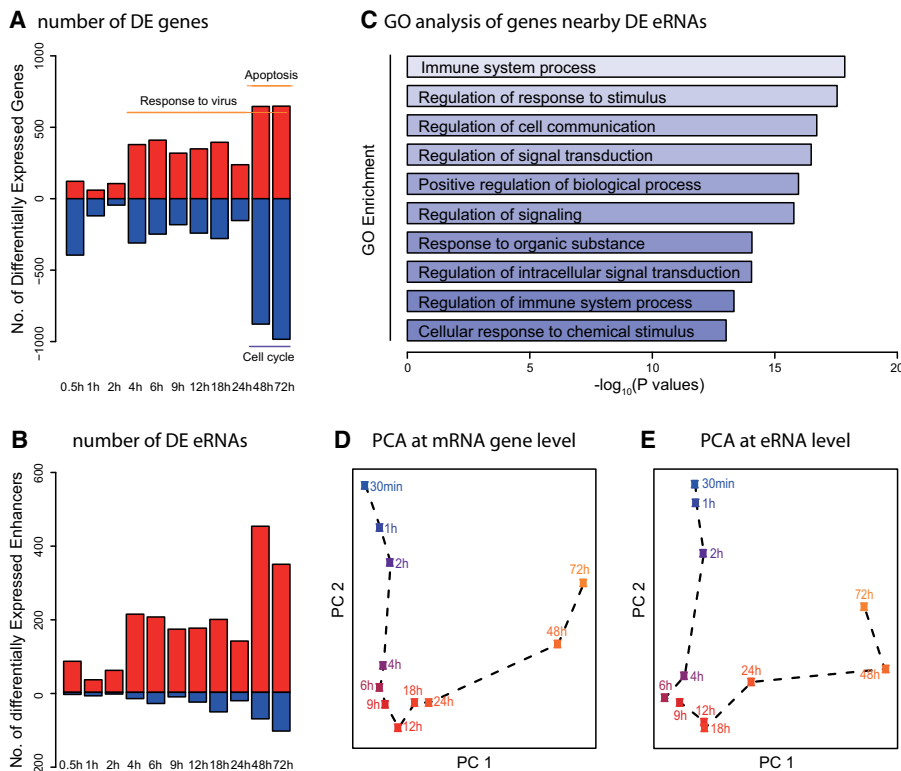 A number of DE genes
No. of Differentially Expressed Genes
1000
500
0
−500
−1000
Apoptosis
Response to virus
Cell cycle
0.5h 1h 2h 4h 6h 9h 12h 18h 24h 48h 72h
C GO analysis of genes nearby DE eRNAs
GO Enrichment
Immune system process
Regulation of response to stimulus
Regulation of cell communication
Regulation of signal transduction
Positive regulation of biological process
Regulation of signaling
Response to organic substance
Regulation of intracellular signal transduction
Regulation of immune system process
Cellular response to chemical stimulus
0 5 10 15 20
-log10(P values)
B number of DE eRNAs
No. of differentially Expressed Enhancers
600
400
200
0
200
0.5h 1h 2h 4h 6h 9h 12h 18h 24h 48h 72h
D PCA at mRNA gene level
PC 2
30min
1h
2h
72h
48h
4h
6h
18h
9h
24h
12h
PC 1
E PCA at eRNA level
PC 2
30min
1h
2h
72h
24h
4h
48h
6h
9h
12h
18h
PC 1